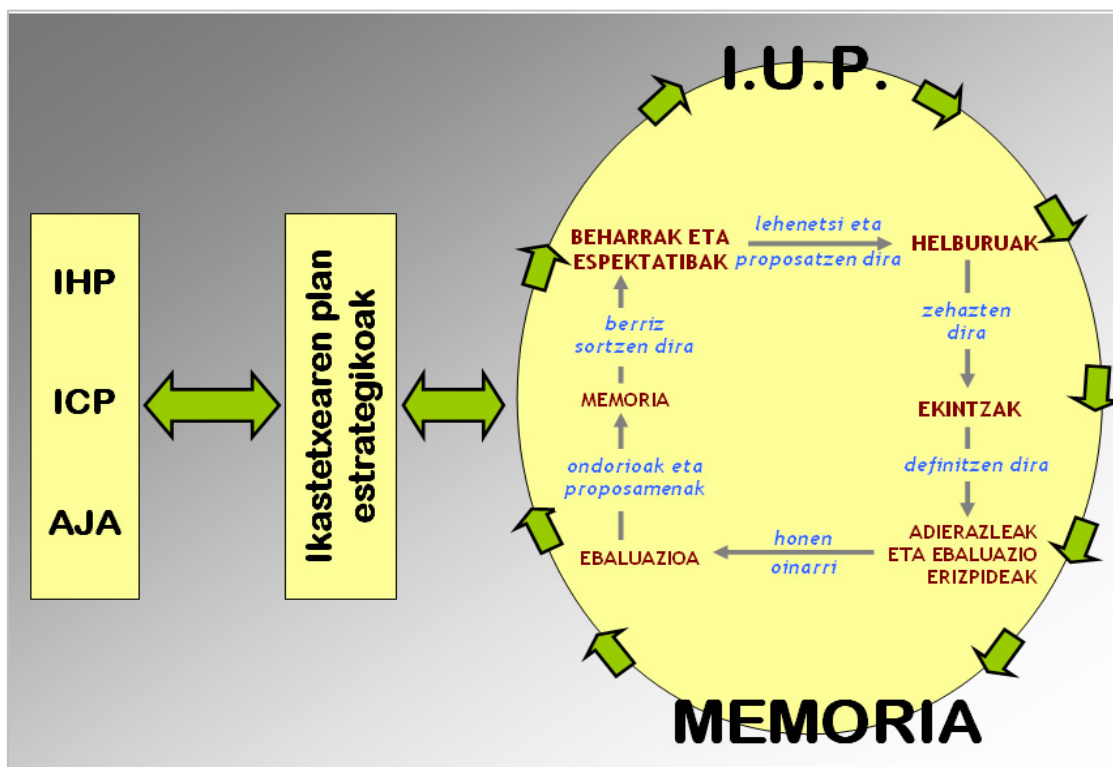 I.U.P.
IHP
ICP
AJA
Ikastetxearen plan
estrategikoak
BEHARRAK ETA
ESPEKTATIBAK
lehenetsi eta
proposatzen dira
HELBURUAK
zehazten
dira
EKINTZAK
definitzen dira
ADIERAZLEAK
ETA EBALUAZIO
ERIZPIDEAK
honen
oinarri
EBALUAZIOA
ondorioak eta
proposamenak
MEMORIA
berriz
sortzen dira
MEMORIA